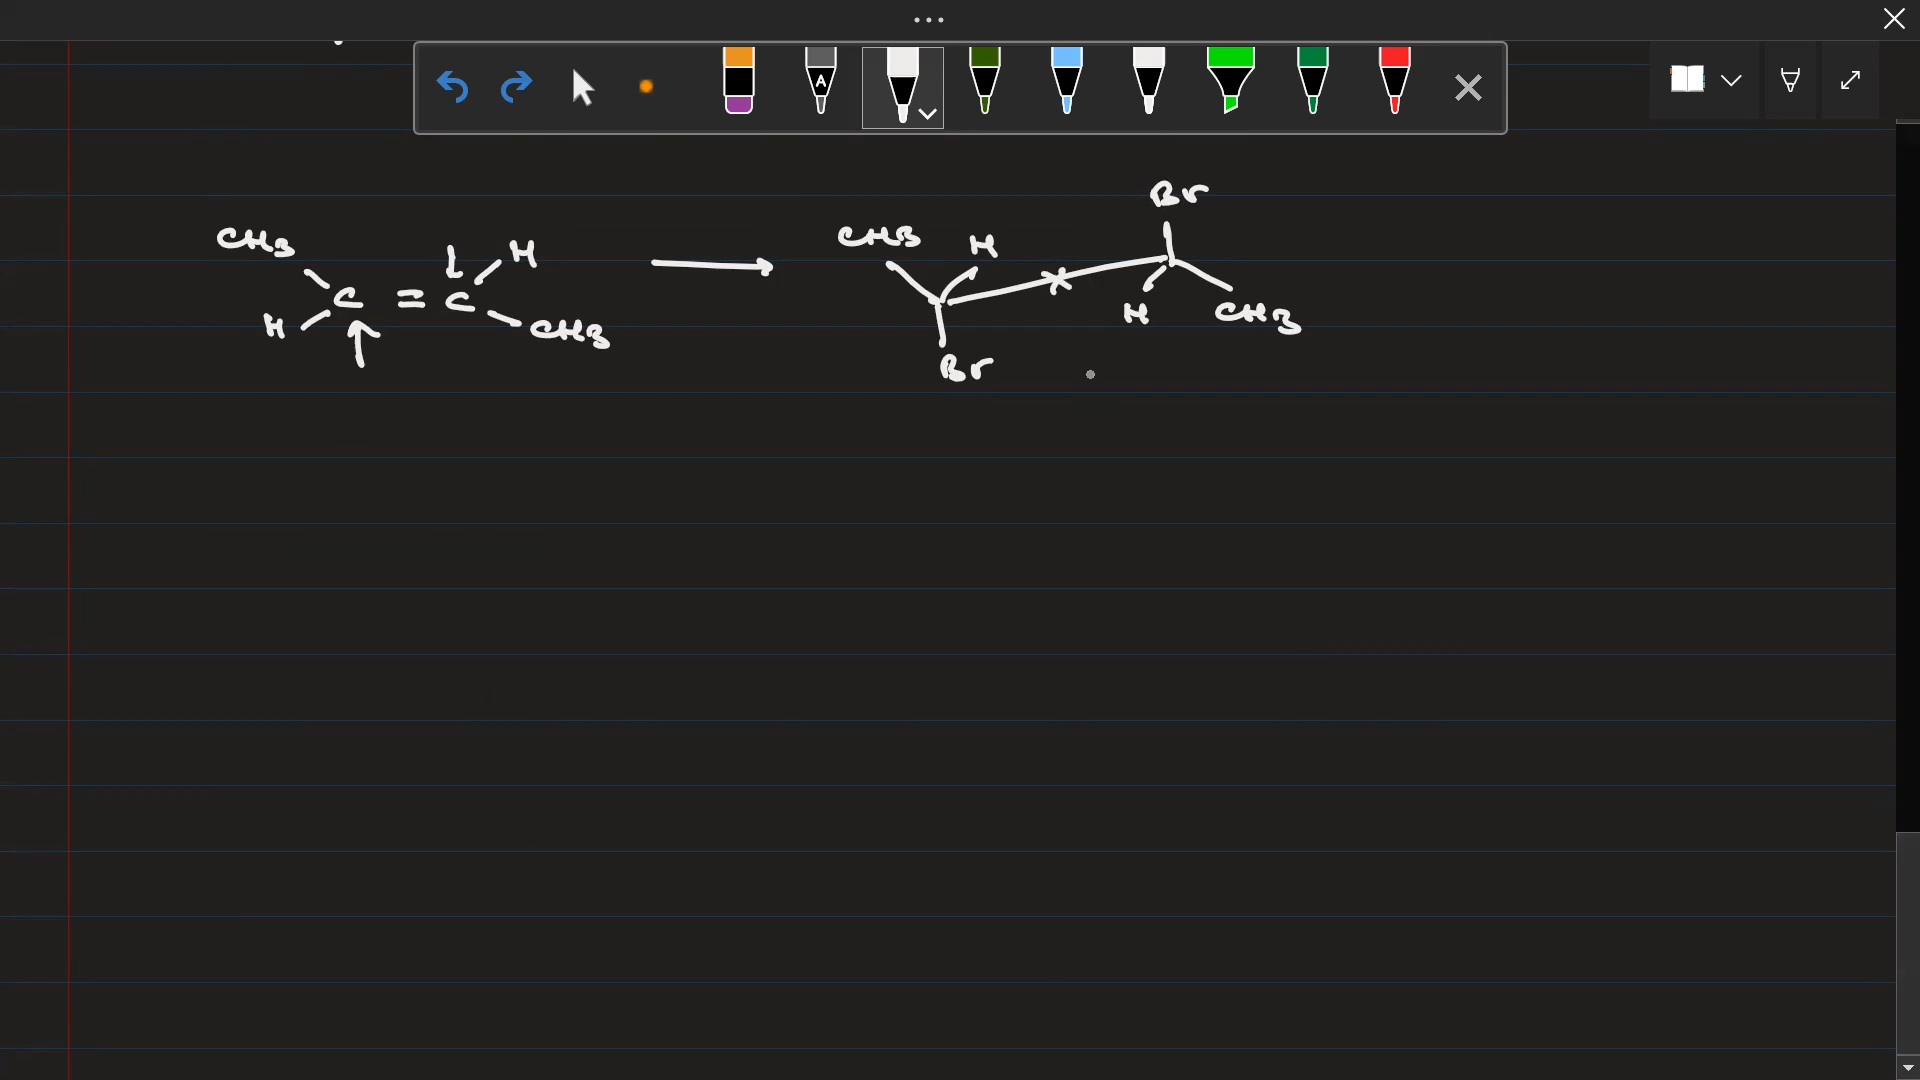 Br
CH3 H CH3 H
C = C
H CH3 H CH3
Br
A